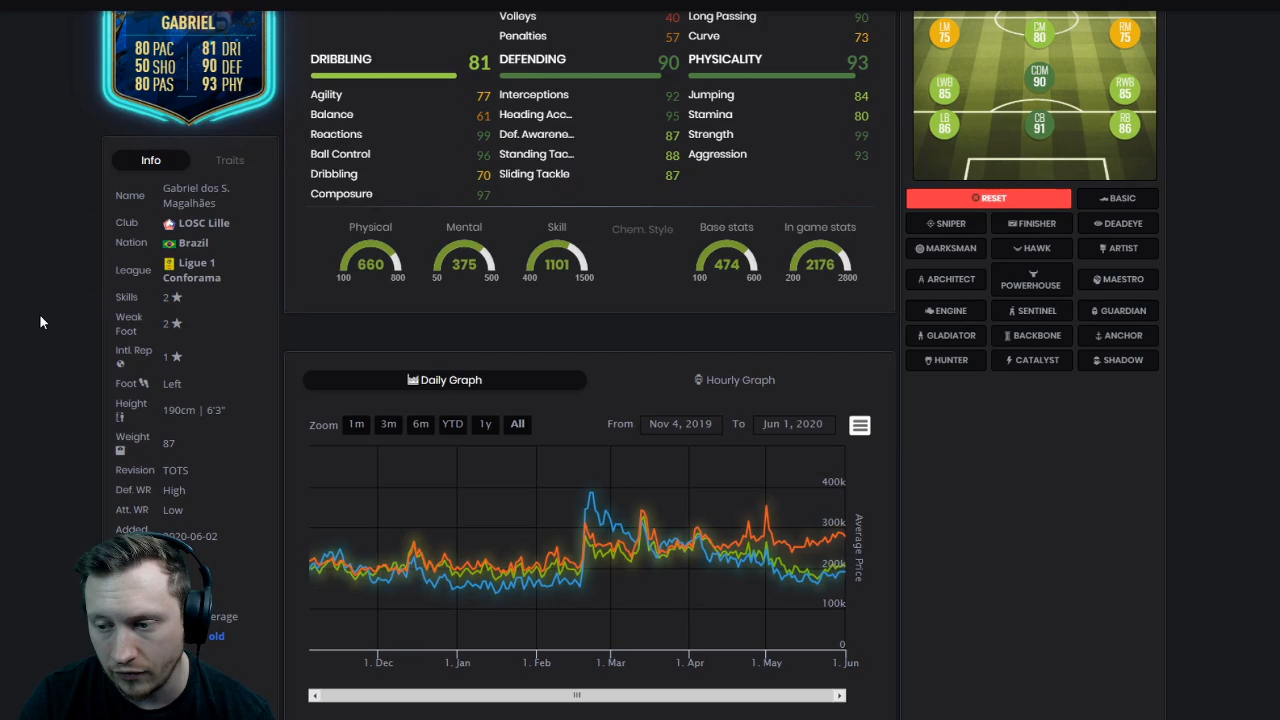 GABRIEL
80 PAC 81 DRI
50 SHO 90 DEF
80 PAS 93 PHY
Info Traits
Name Gabriel dos S. Magalhães
Club LOSC Lille
Nation Brazil
League Ligue 1 Conforama
Skills 2
Weak Foot 2
Intl. Rep 1
Foot Left
Height 190cm | 6'3"
Weight 87
Revision TOTS
Def. WR High
Att. WR Low
Added 2020-06-02
erage
old
Volleys 40 Long Passing 90
Penalties 57 Curve 73
DRIBBLING 81 DEFENDING 90 PHYSICALITY 93
Agility 77 Interceptions 92 Jumping 84
Balance 61 Heading Acc... 95 Stamina 80
Reactions 99 Def. Awarene... 87 Strength 99
Ball Control 96 Standing Tac... 88 Aggression 93
Dribbling 70 Sliding Tackle 87
Composure 97
Physical Mental Skill Chem. Style Base stats In game stats
660 375 1101 474 2176
100 800 50 500 400 1500 100 600 200 2800
Daily Graph Hourly Graph
Zoom 1m 3m 6m YTD 1y All From Nov 4, 2019 To Jun 1, 2020
400k
300k
200k
100k
0
Average Price
1. Dec 1. Jan 1. Feb 1. Mar 1. Apr 1. May 1. Jun
LM 75 CM 80 RM 75
CDM 90
LWB 85 RWB 85
LB 86 CB 91 RB 86
RESET BASIC
SNIPER FINISHER DEADEYE
MARKSMAN HAWK ARTIST
ARCHITECT POWERHOUSE MAESTRO
ENGINE SENTINEL GUARDIAN
GLADIATOR BACKBONE ANCHOR
HUNTER CATALYST SHADOW